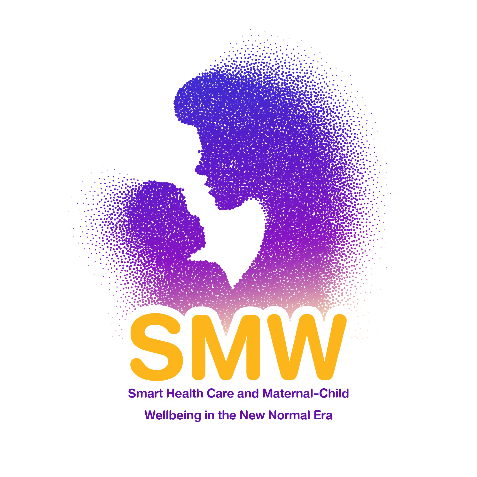 SMW
Smart Health Care and Maternal-Child
Wellbeing in the New Normal Era